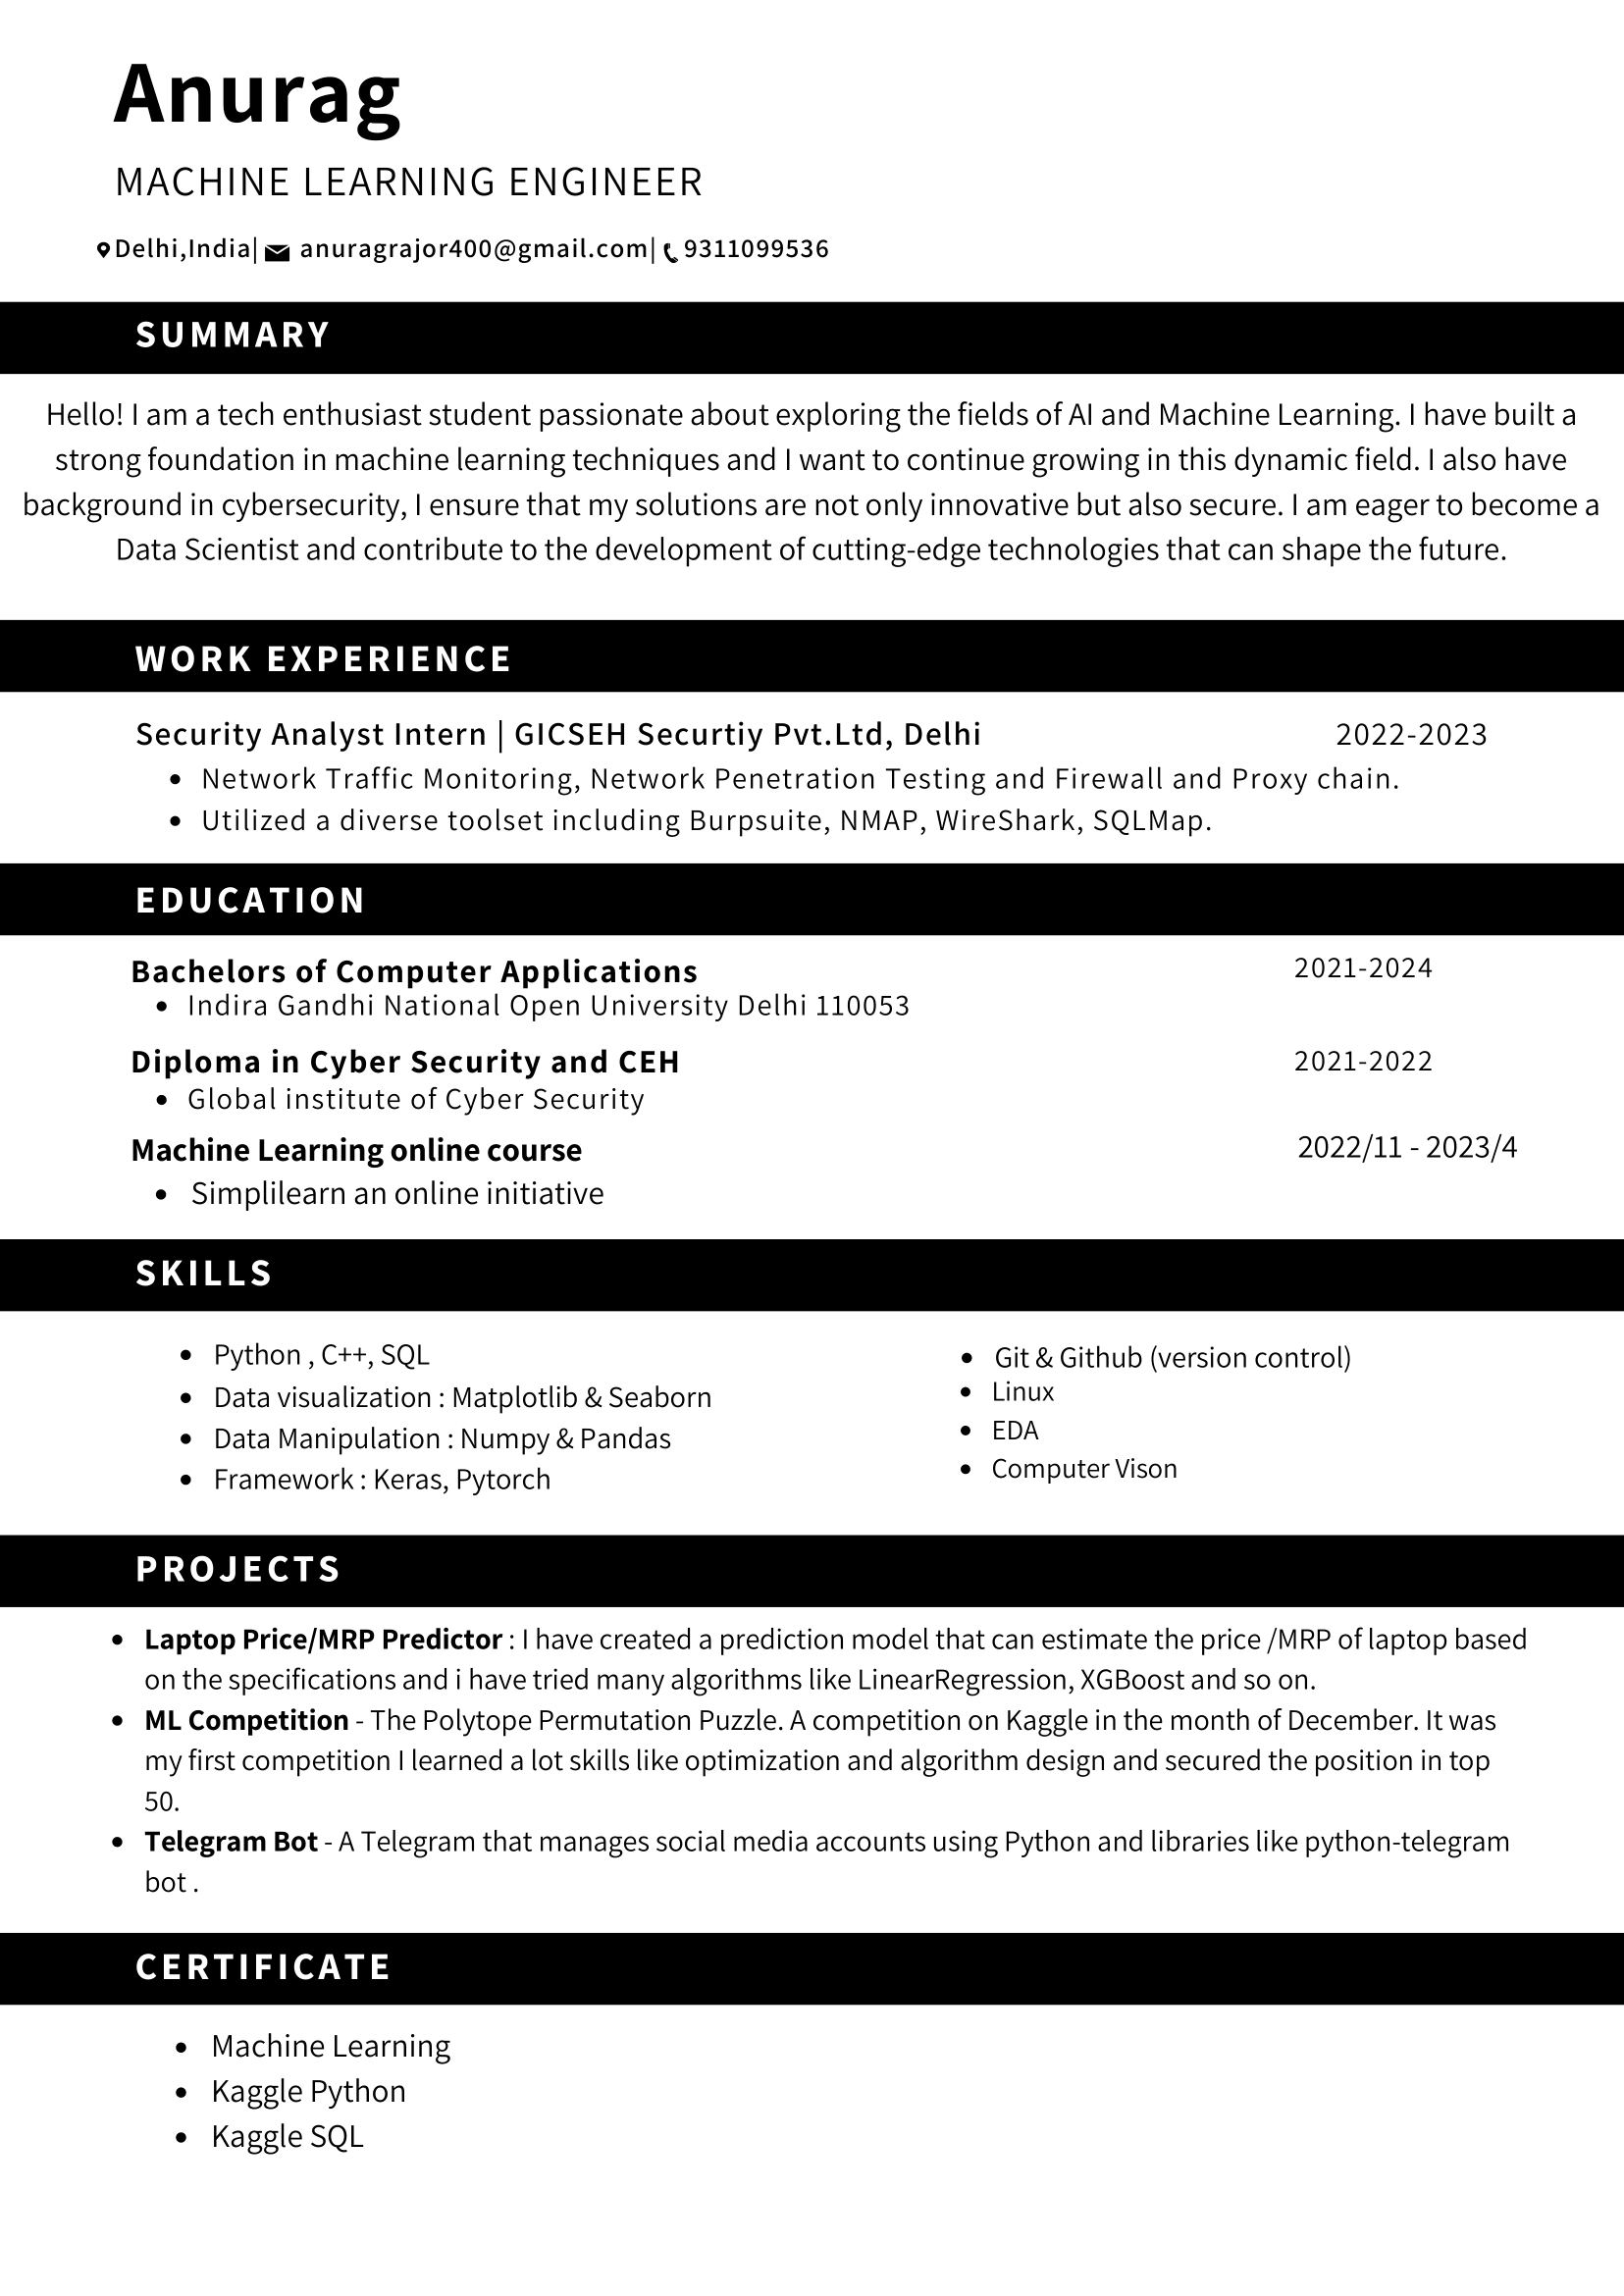 Anurag
MACHINE LEARNING ENGINEER
Delhi,India| anuragrajor400@gmail.com| 9311099536
SUMMARY
Hello! I am a tech enthusiast student passionate about exploring the fields of AI and Machine Learning. I have built a
strong foundation in machine learning techniques and I want to continue growing in this dynamic field. I also have
background in cybersecurity, I ensure that my solutions are not only innovative but also secure. I am eager to become a
Data Scientist and contribute to the development of cutting-edge technologies that can shape the future.
WORK EXPERIENCE
Security Analyst Intern | GICSEH Securtiy Pvt.Ltd, Delhi 2022-2023
• Network Traffic Monitoring, Network Penetration Testing and Firewall and Proxy chain.
• Utilized a diverse toolset including Burpsuite, NMAP, WireShark, SQLMap.
EDUCATION
Bachelors of Computer Applications 2021-2024
• Indira Gandhi National Open University Delhi 110053
Diploma in Cyber Security and CEH 2021-2022
• Global institute of Cyber Security
Machine Learning online course 2022/11 - 2023/4
• Simplilearn an online initiative
SKILLS
• Python , C++, SQL
• Data visualization : Matplotlib & Seaborn
• Data Manipulation : Numpy & Pandas
• Framework : Keras, Pytorch
• Git & Github (version control)
• Linux
• EDA
• Computer Vison
PROJECTS
• Laptop Price/MRP Predictor : I have created a prediction model that can estimate the price /MRP of laptop based
on the specifications and i have tried many algorithms like LinearRegression, XGBoost and so on.
• ML Competition - The Polytope Permutation Puzzle. A competition on Kaggle in the month of December. It was
my first competition I learned a lot skills like optimization and algorithm design and secured the position in top
50.
• Telegram Bot - A Telegram that manages social media accounts using Python and libraries like python-telegram
bot .
CERTIFICATE
• Machine Learning
• Kaggle Python
• Kaggle SQL